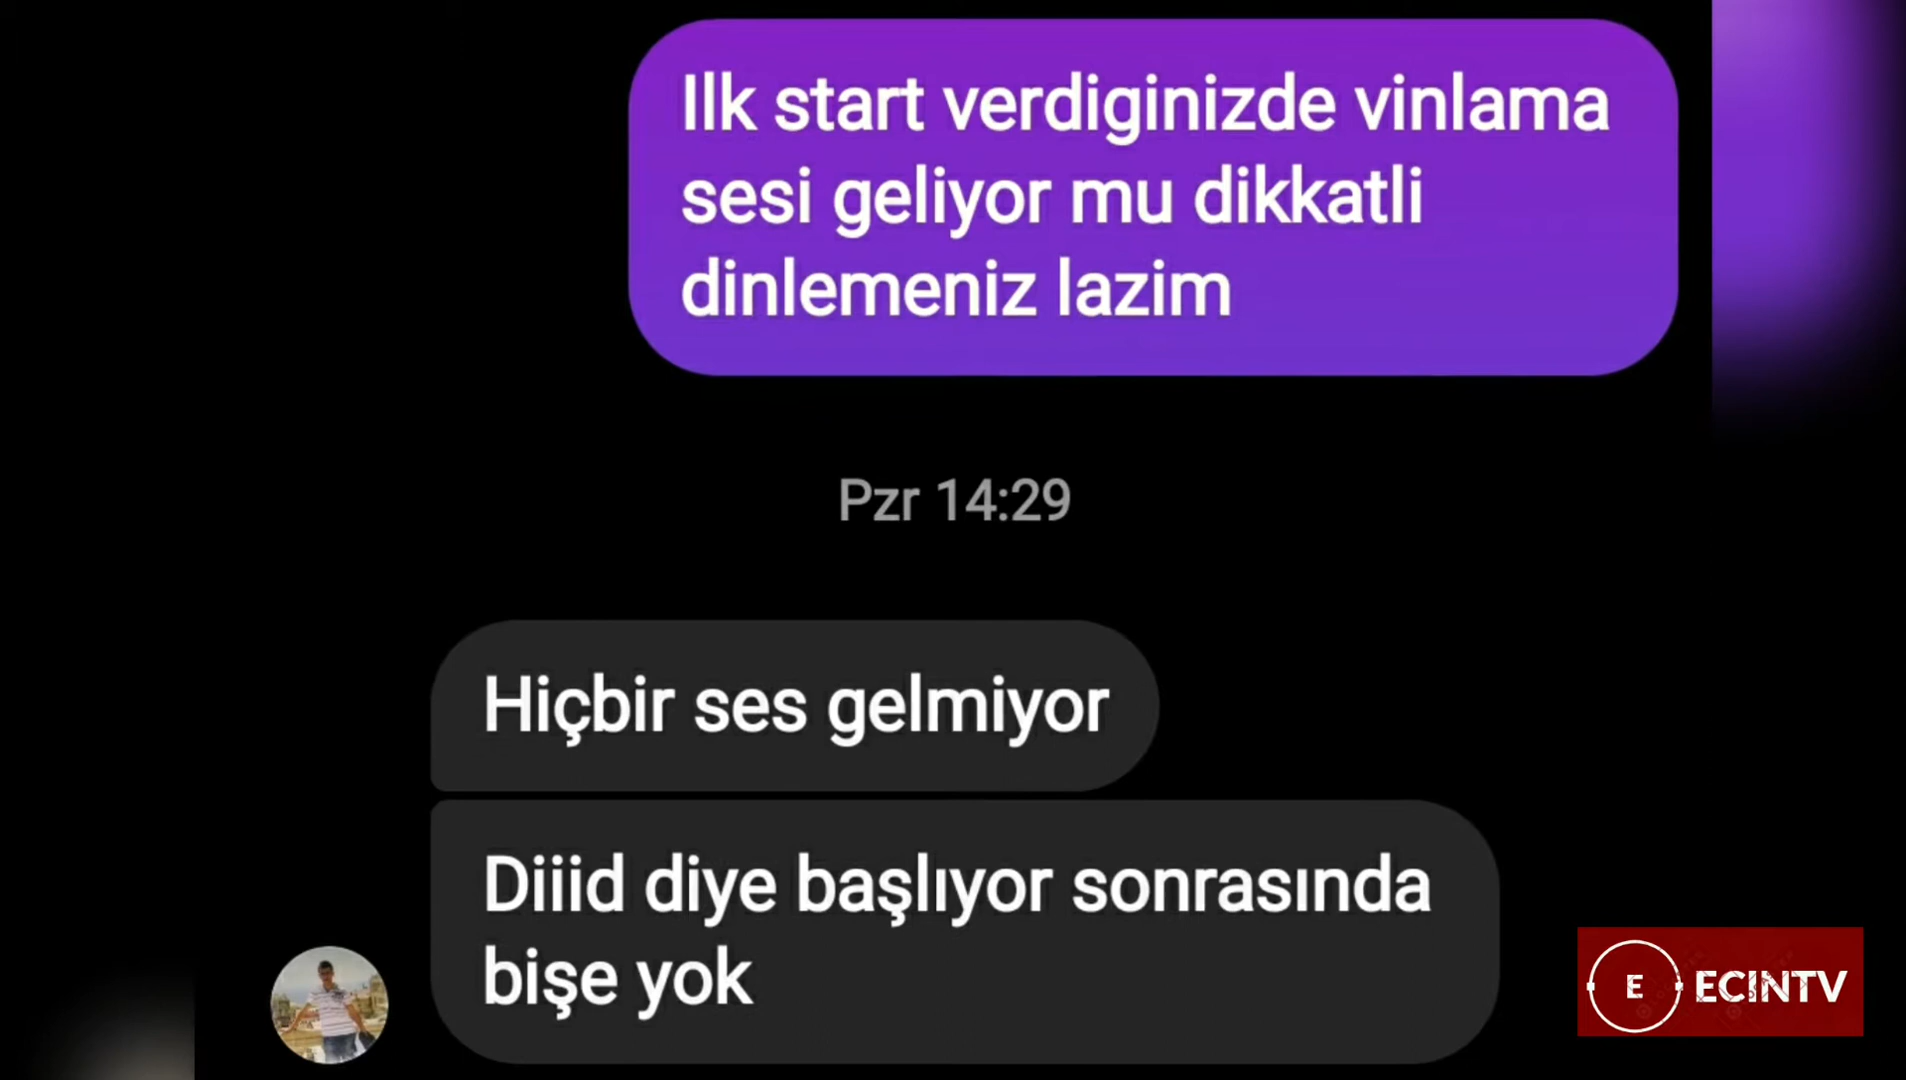 Ilk start verdiginizde vinlama
sesi geliyor mu dikkatli
dinlemeniz lazim
Pzr 14:29
Hiçbir ses gelmiyor
Diiid diye başlıyor sonrasında
bişe yok
E ECINTV